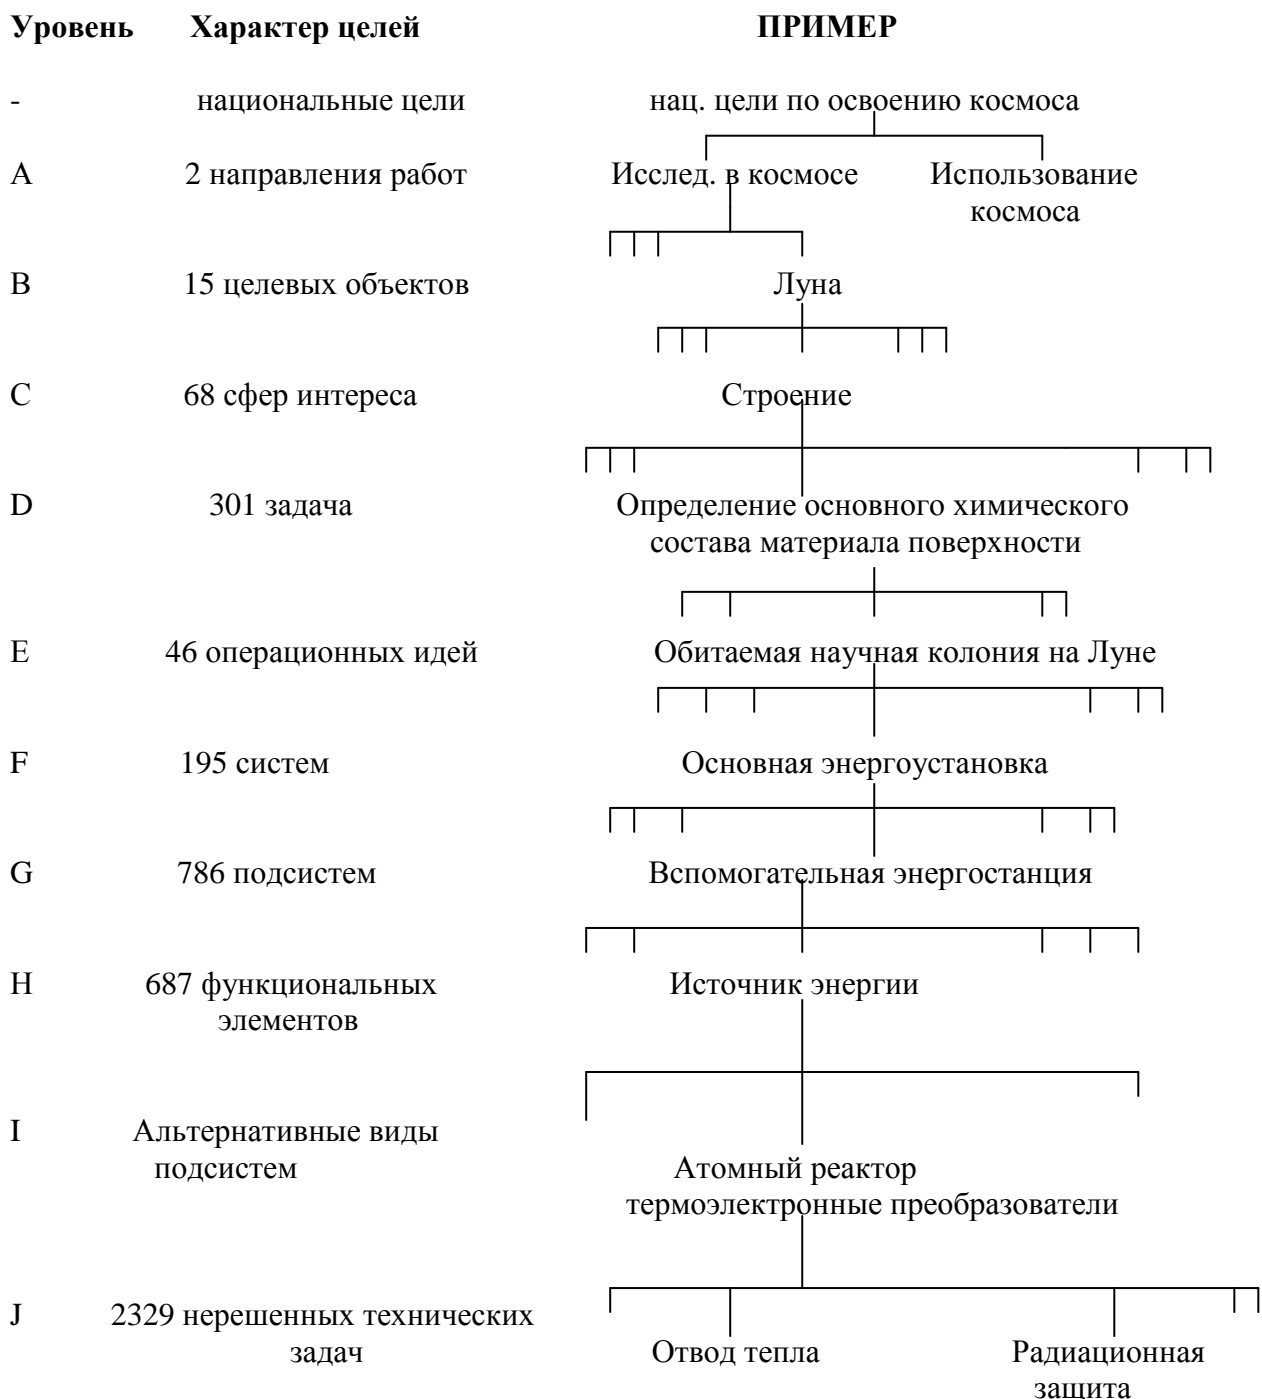 Уровень Характер целей ПРИМЕР
- национальные цели нац. цели по освоению космоса
A 2 направления работ Исслед. в космосе Использование
космоса
B 15 целевых объектов Луна
C 68 сфер интереса Строение
D 301 задача Определение основного химического
состава материала поверхности
E 46 операционных идей Обитаемая научная колония на Луне
F 195 систем Основная энергоустановка
G 786 подсистем Вспомогательная энергостанция
H 687 функциональных Источник энергии
элементов
I Альтернативные виды
подсистем Атомный реактор
термоэлектронные преобразователи
J 2329 нерешенных технических
задач Отвод тепла Радиационная
защита